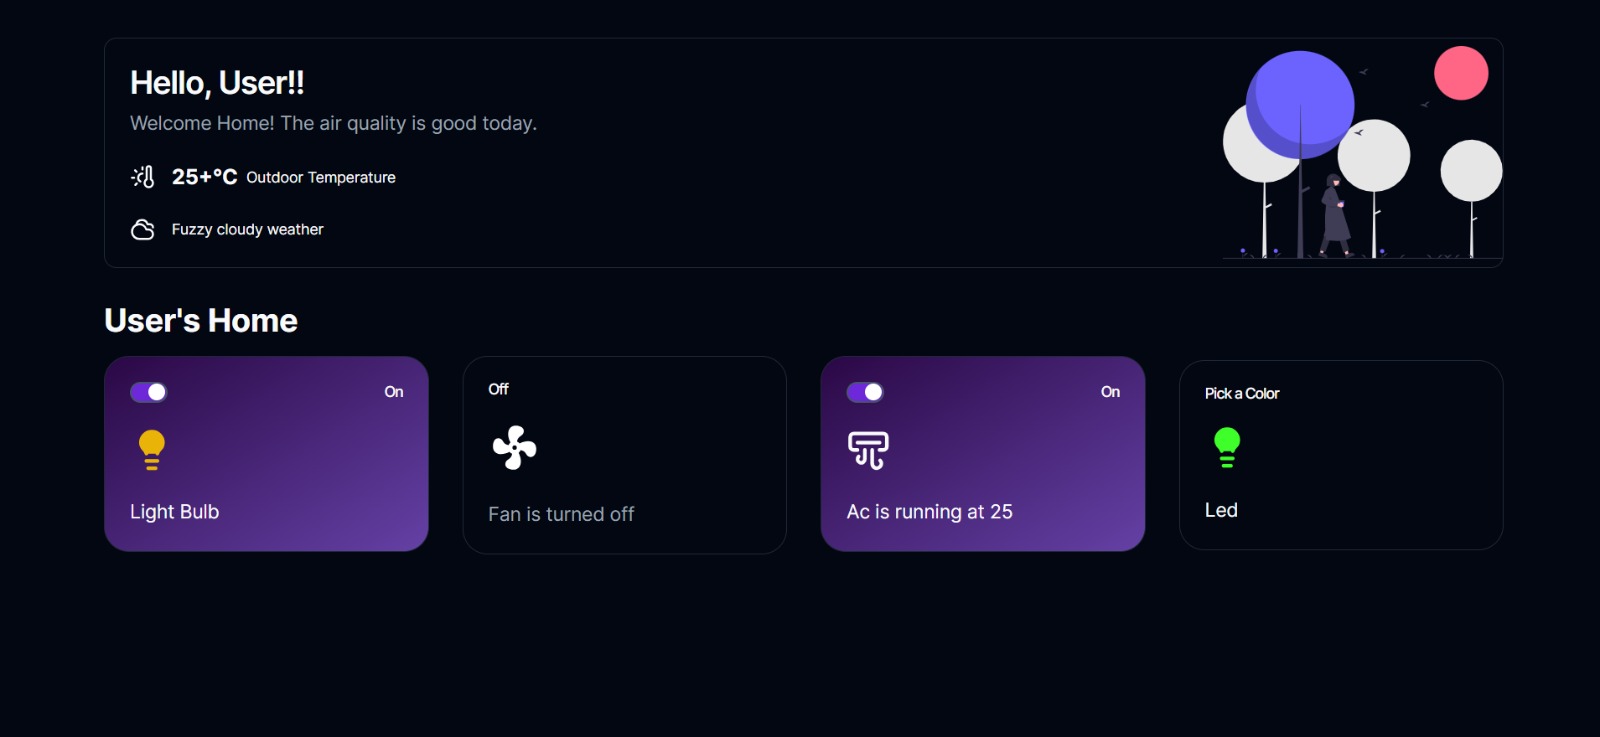 Hello, User!!
Welcome Home! The air quality is good today.
25+°C Outdoor Temperature
Fuzzy cloudy weather
User's Home
On
Light Bulb
Off
Fan is turned off
On
Ac is running at 25
Pick a Color
Led